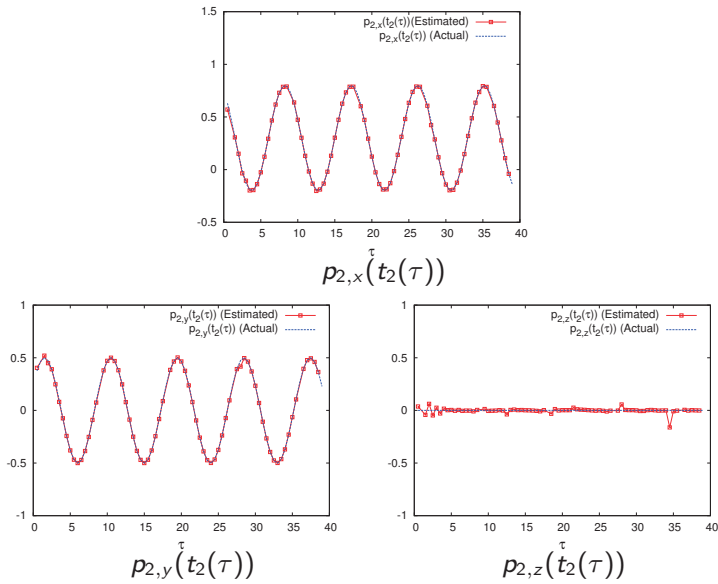 p2,x(t2(τ))(Estimated)
p2,x(t2(τ)) (Actual)
1.5
1
0.5
0
-0.5
0 5 10 15 20 25 30 35 40
τ
p2,x(t2(τ))
p2,y(t2(τ)) (Estimated)
p2,y(t2(τ)) (Actual)
1
0.5
0
-0.5
-1
0 5 10 15 20 25 30 35 40
τ
p2,y(t2(τ))
p2,z(t2(τ)) (Estimated)
p2,z(t2(τ)) (Actual)
1
0.5
0
-0.5
-1
0 5 10 15 20 25 30 35 40
τ
p2,z(t2(τ))